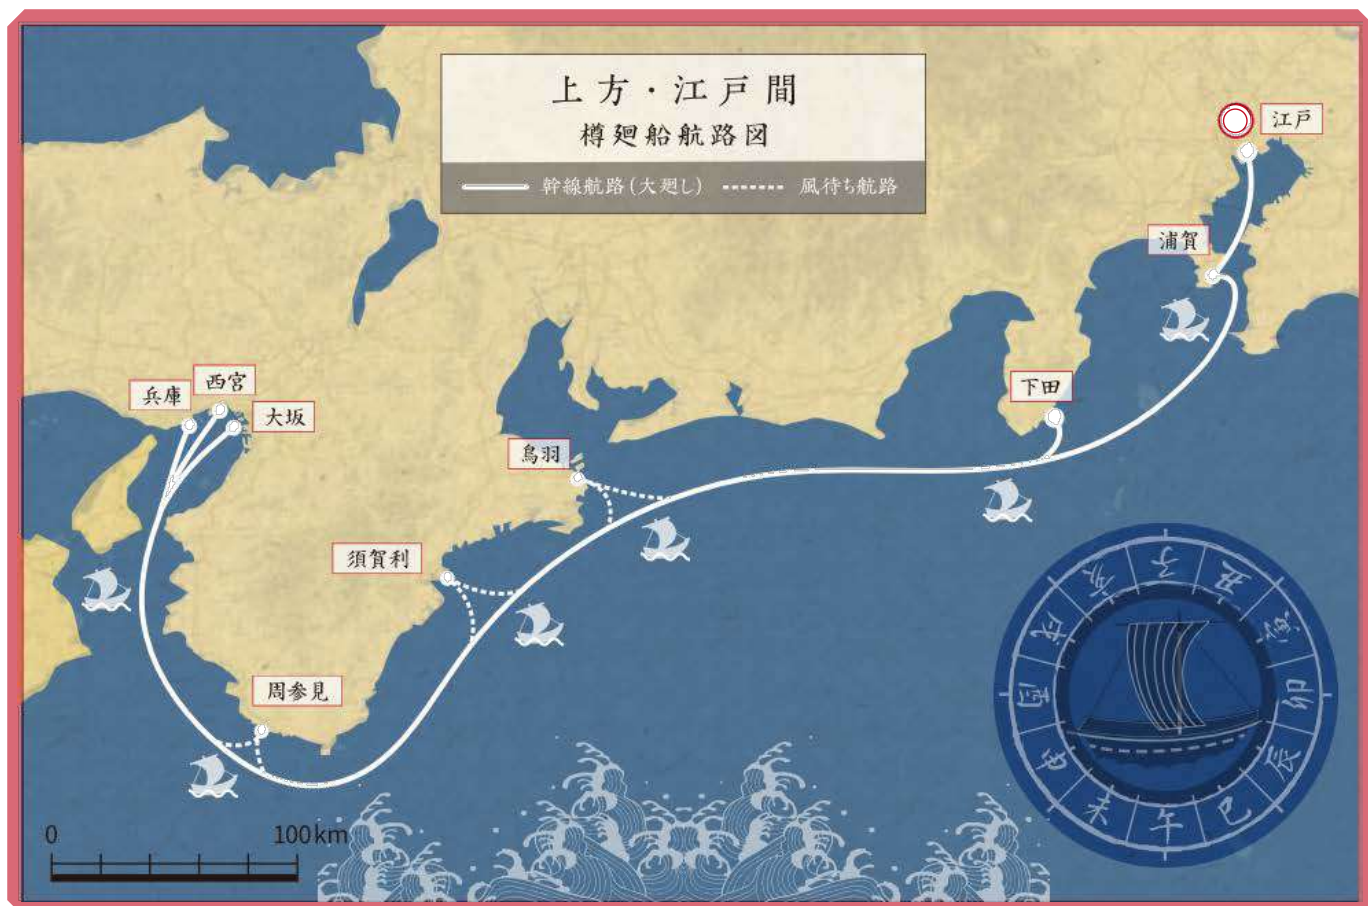 上方・江戸間
樽廻船航路図
幹線航路(大廻し) 風待ち航路
江戸
浦賀
西宮
兵庫
大坂
下田
鳥羽
須賀利
周参見
0 100km
子
丑
寅
卯
辰
巳
午
未
申
酉
戌
亥